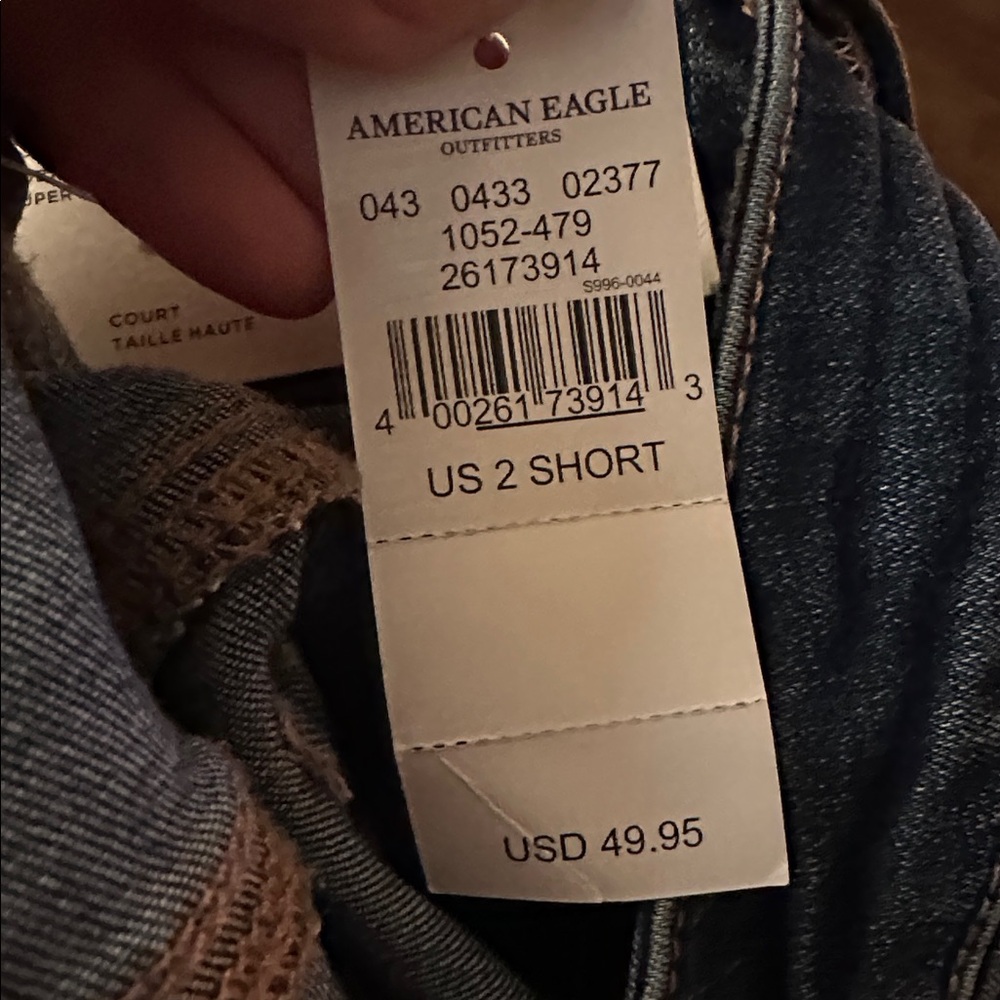 AMERICAN EAGLE
OUTFITTERS
043 0433 02377
1052-479
26173914
S996-0044
4 00261 73914 3
US 2 SHORT
USD 49.95
COURT
TAILLE HAUTE